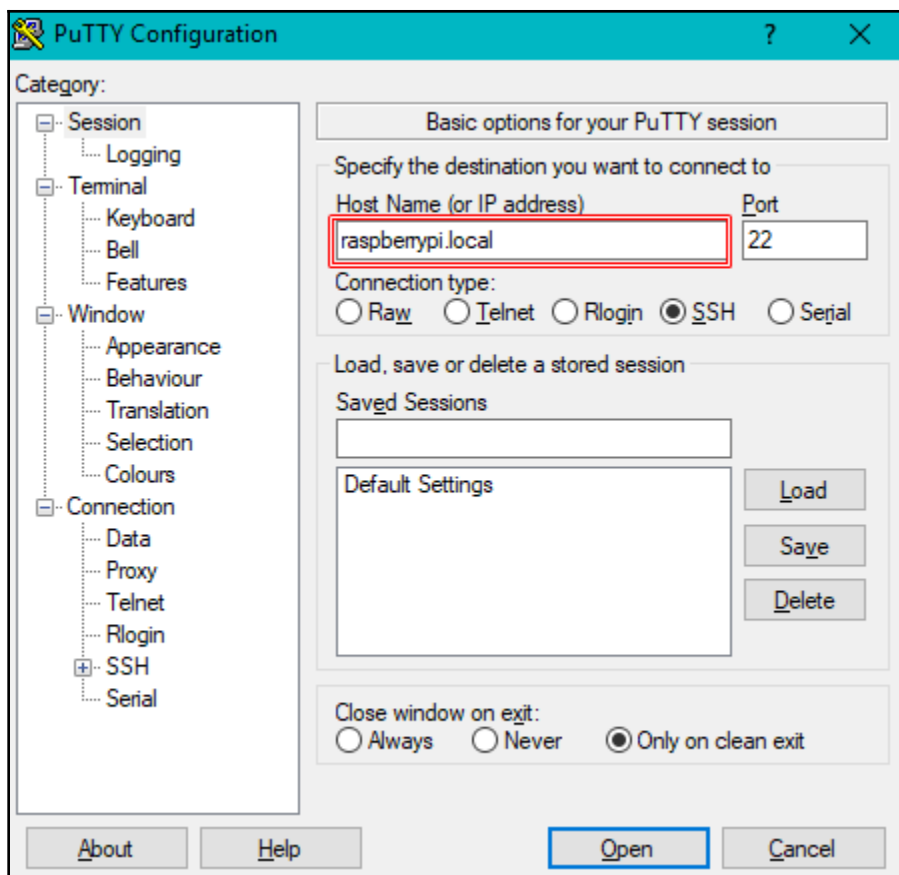 PuTTY Configuration
?
Category:
Session
Logging
Terminal
Keyboard
Bell
Features
Window
Appearance
Behaviour
Translation
Selection
Colours
Connection
Data
Proxy
Telnet
Rlogin
SSH
Serial
Basic options for your PuTTY session
Specify the destination you want to connect to
Host Name (or IP address) Port
raspberrypi.local 22
Connection type:
Raw Telnet Rlogin SSH Serial
Load, save or delete a stored session
Saved Sessions
Default Settings
Load
Save
Delete
Close window on exit:
Always Never Only on clean exit
About Help Open Cancel